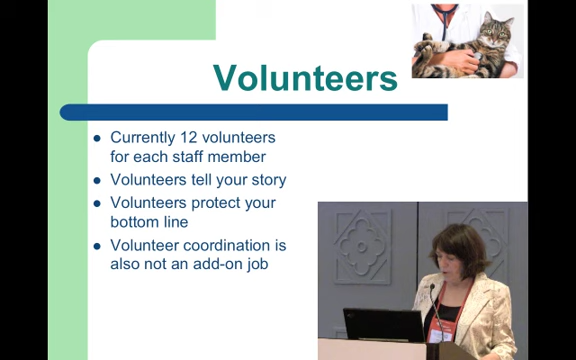 Volunteers
Currently 12 volunteers
for each staff member
Volunteers tell your story
Volunteers protect your
bottom line
Volunteer coordination is
also not an add-on job